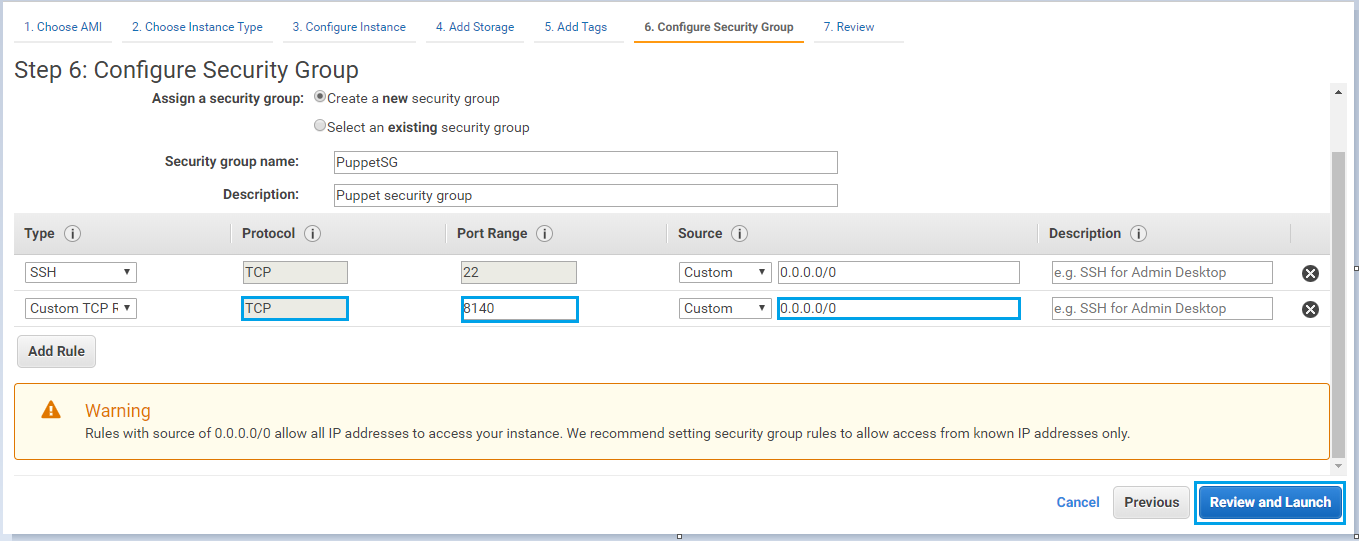 1. Choose AMI 2. Choose Instance Type 3. Configure Instance 4. Add Storage 5. Add Tags 6. Configure Security Group 7. Review
Step 6: Configure Security Group
Assign a security group: Create a new security group
Select an existing security group
Security group name: PuppetSG
Description: Puppet security group
Type i Protocol i Port Range i Source i Description i
SSH TCP 22 Custom 0.0.0.0/0 e.g. SSH for Admin Desktop
Custom TCP R TCP 8140 Custom 0.0.0.0/0 e.g. SSH for Admin Desktop
Add Rule
Warning
Rules with source of 0.0.0.0/0 allow all IP addresses to access your instance. We recommend setting security group rules to allow access from known IP addresses only.
Cancel Previous Review and Launch